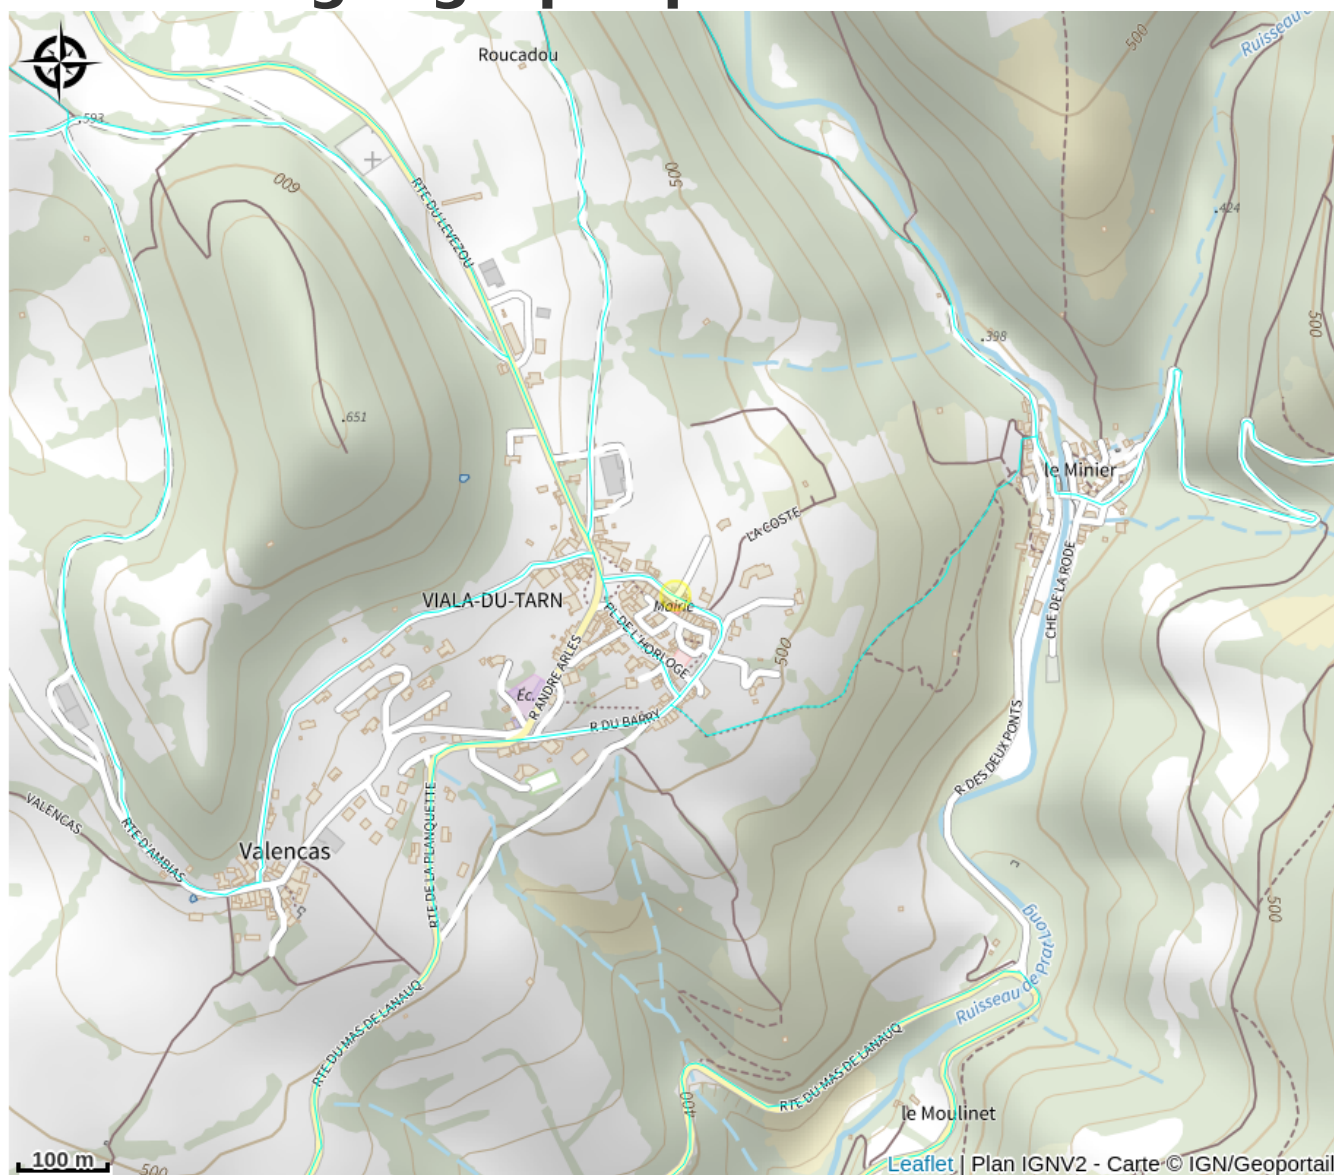 Roucadou
500
Ruisseau
593
600
RTE DU LEVEZOU
500
424
500
398
651
le Minier
LA COSTE
VIALA-DU-TARN
Mairie
PL DE L'HORLOGE
CHE DE LA RODE
500
Éc.
R ANDRE ARLES
R DU BARRY
R DES DEUX PONTS
VALENCAS
RTE D'AMBIAS
Valencas
RTE DE LA PLANQUETTE
500
Ruisseau de Prat Long
RTE DU MAS DE LANAUQ
RTE DU MAS DE LANAUQ
400
le Moulinet
100 m
500
Leaflet | Plan IGNV2 - Carte © IGN/Geoportail